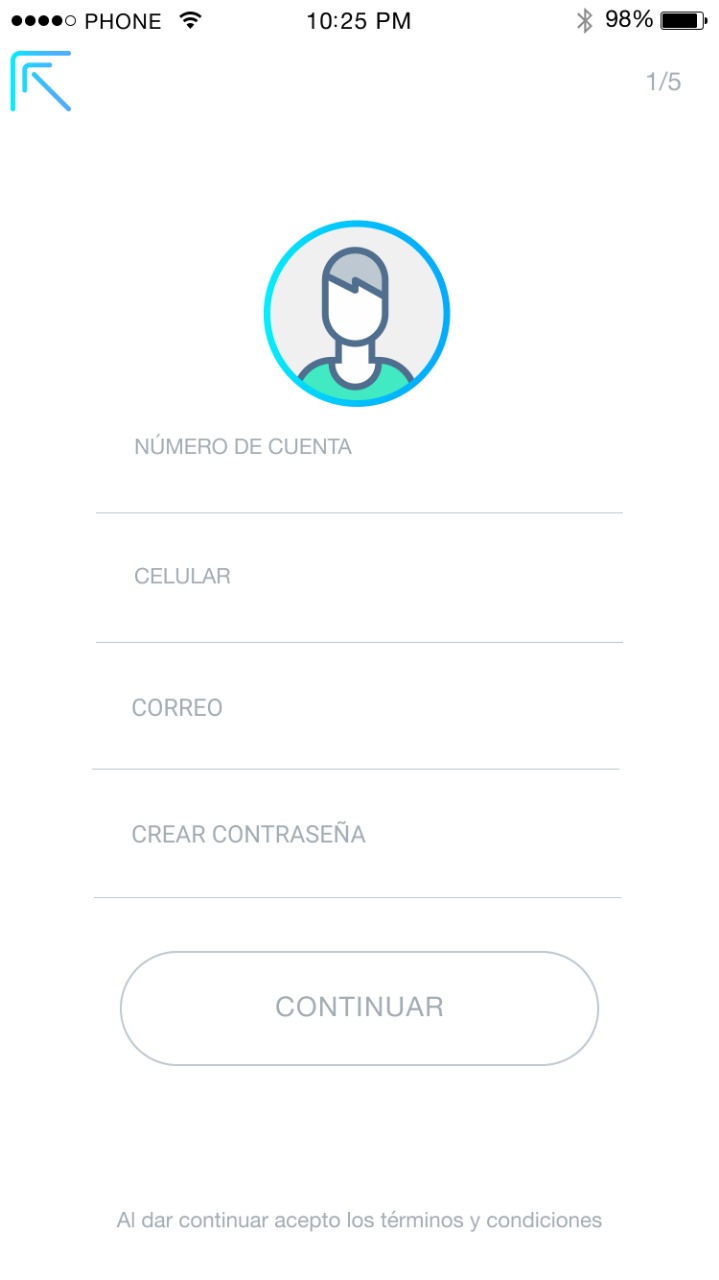 PHONE 10:25 PM 98%
1/5
NÚMERO DE CUENTA
CELULAR
CORREO
CREAR CONTRASEÑA
CONTINUAR
Al dar continuar acepto los términos y condiciones